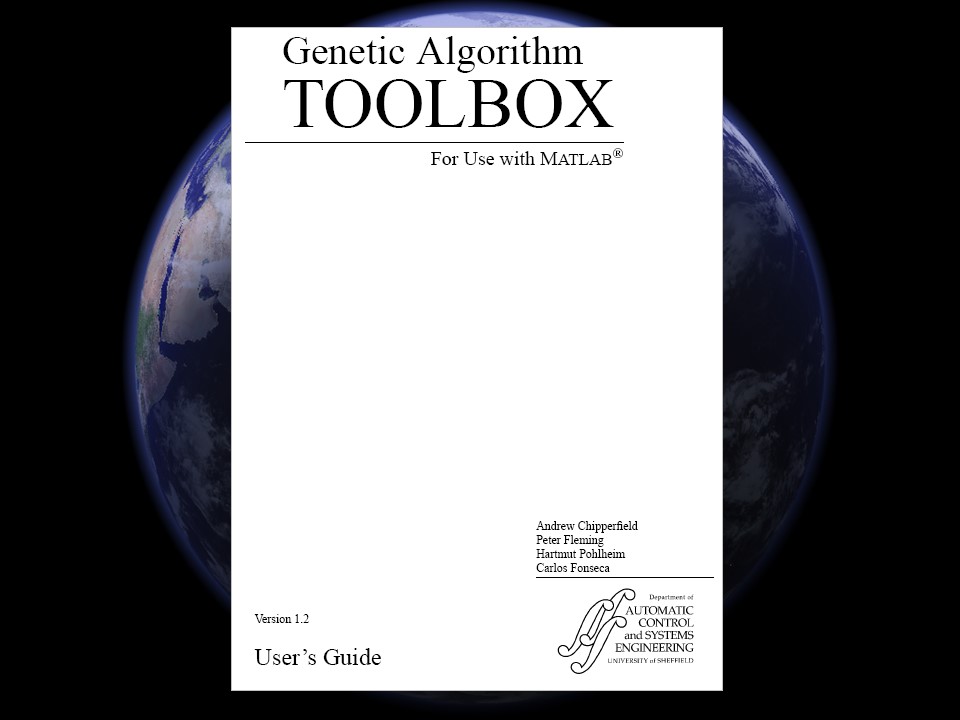 Genetic Algorithm
TOOLBOX
For Use with MATLAB®
Andrew Chipperfield
Peter Fleming
Hartmut Pohlheim
Carlos Fonseca
Department of
AUTOMATIC
CONTROL
and SYSTEMS
ENGINEERING
UNIVERSITY of SHEFFIELD
Version 1.2
User’s Guide